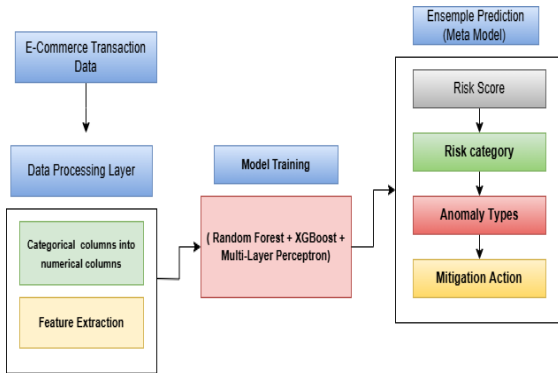 E-Commerce Transaction
Data
Data Processing Layer
Categorical columns into
numerical columns
Feature Extraction
Model Training
( Random Forest + XGBoost +
Multi-Layer Perceptron)
Ensemple Prediction
(Meta Model)
Risk Score
Risk category
Anomaly Types
Mitigation Action